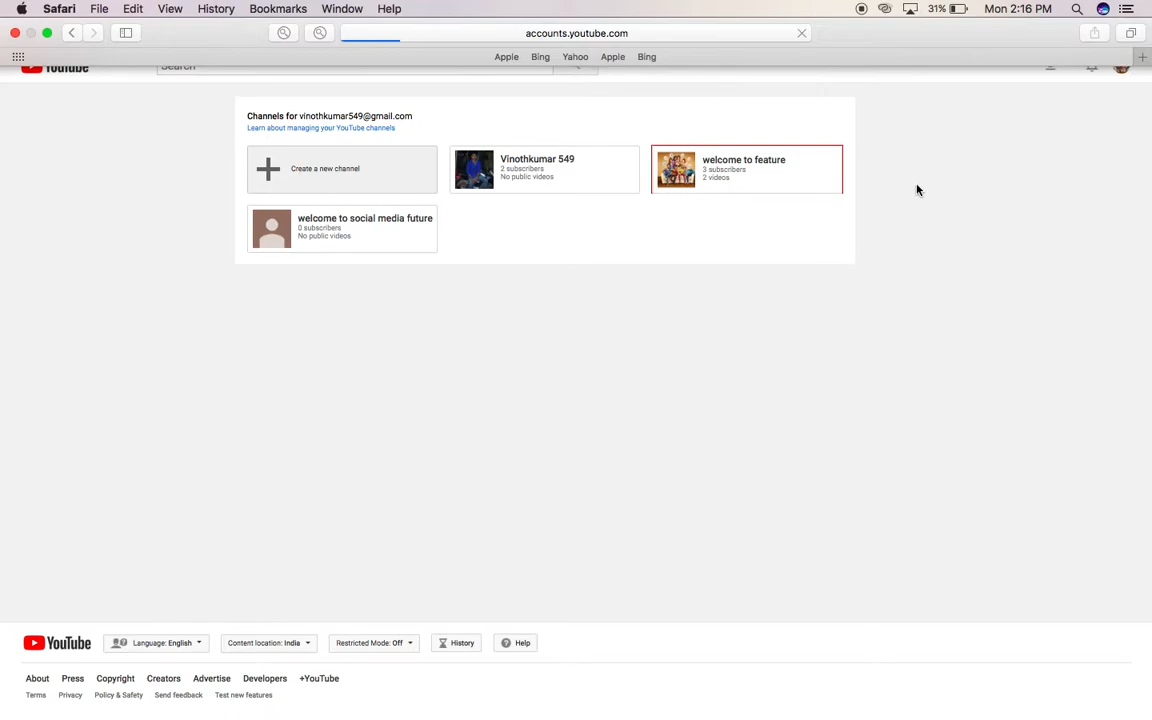 Safari File Edit View History Bookmarks Window Help 31% Mon 2:16 PM
accounts.youtube.com
Apple Bing Yahoo Apple Bing
YouTube Search
Channels for vinothkumar549@gmail.com
Learn about managing your YouTube channels
Create a new channel
Vinothkumar 549
2 subscribers
No public videos
welcome to feature
3 subscribers
2 videos
welcome to social media future
0 subscribers
No public videos
YouTube Language: English Content location: India Restricted Mode: Off History Help
About Press Copyright Creators Advertise Developers +YouTube
Terms Privacy Policy & Safety Send feedback Test new features